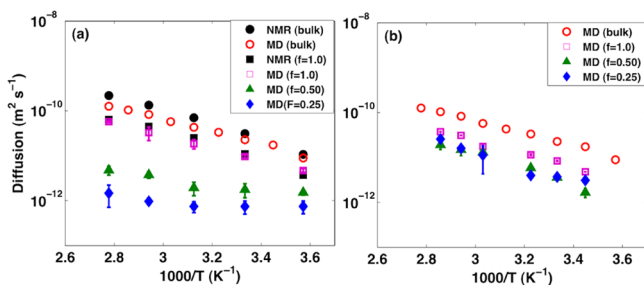 (a)
NMR (bulk)
MD (bulk)
NMR (f=1.0)
MD (f=1.0)
MD (f=0.50)
MD(F=0.25)
10⁻⁸
10⁻¹⁰
10⁻¹²
Diffusion (m² s⁻¹)
2.6 2.8 3 3.2 3.4 3.6
1000/T (K⁻¹)
(b)
MD (bulk)
MD (f=1.0)
MD (f=0.50)
MD (f=0.25)
10⁻⁸
10⁻¹⁰
10⁻¹²
2.6 2.8 3 3.2 3.4 3.6
1000/T (K⁻¹)